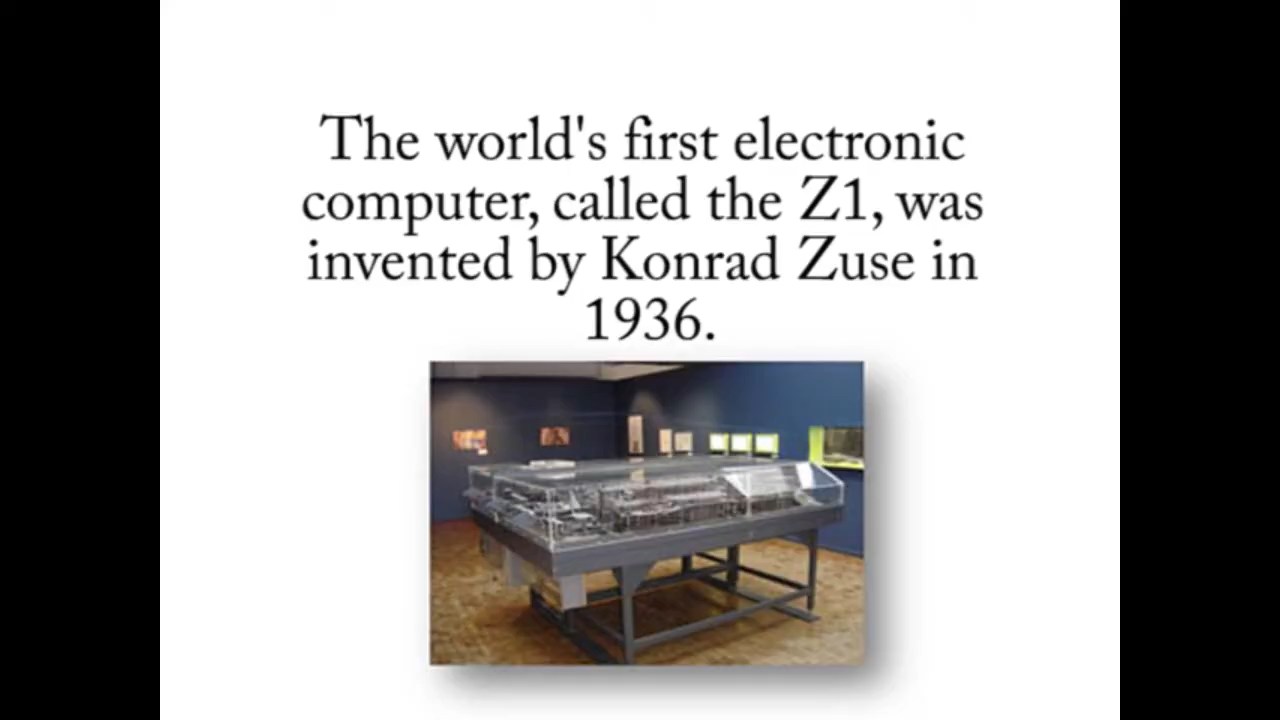 The world's first electronic
computer, called the Z1, was
invented by Konrad Zuse in
1936.